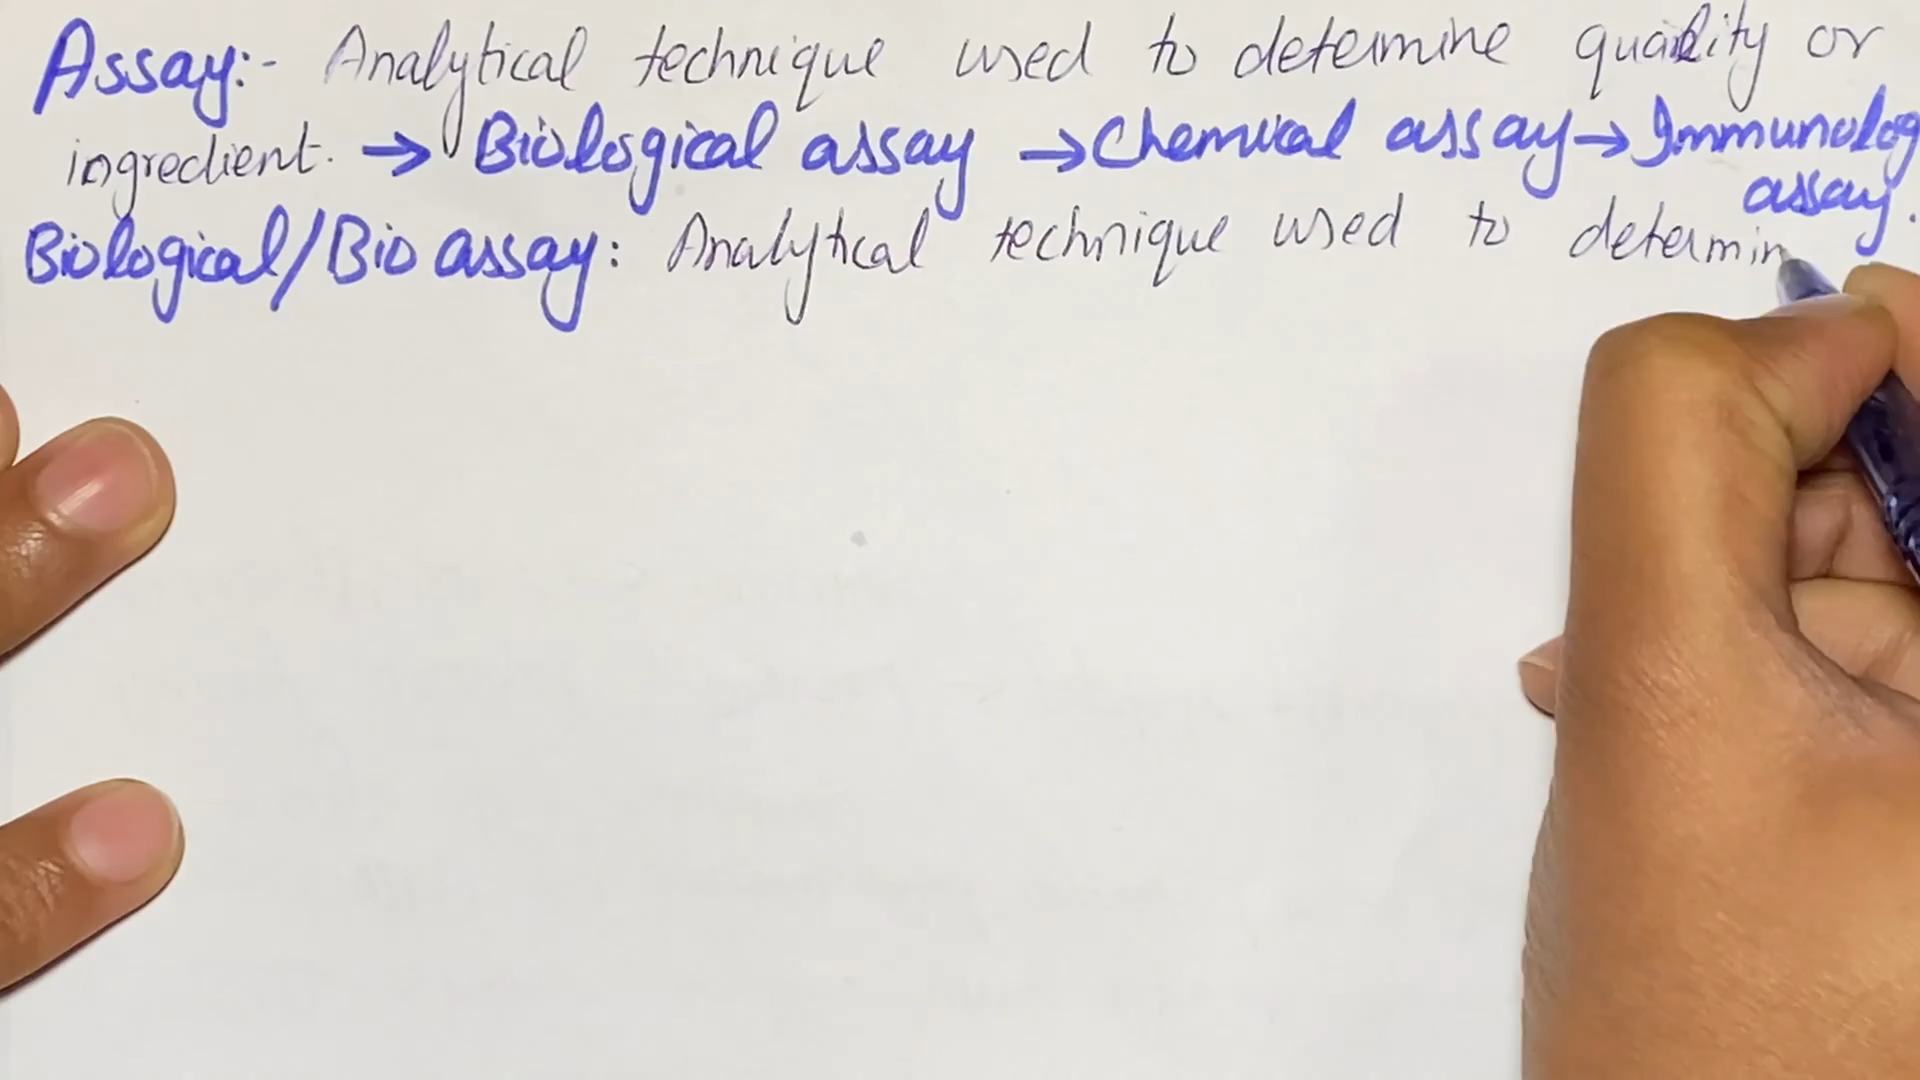 Assay:- Analytical technique used to determine quality or
ingredient. → Biological assay → Chemical assay → Immunolog
assay.
Biological/Bio assay: Analytical technique used to determin